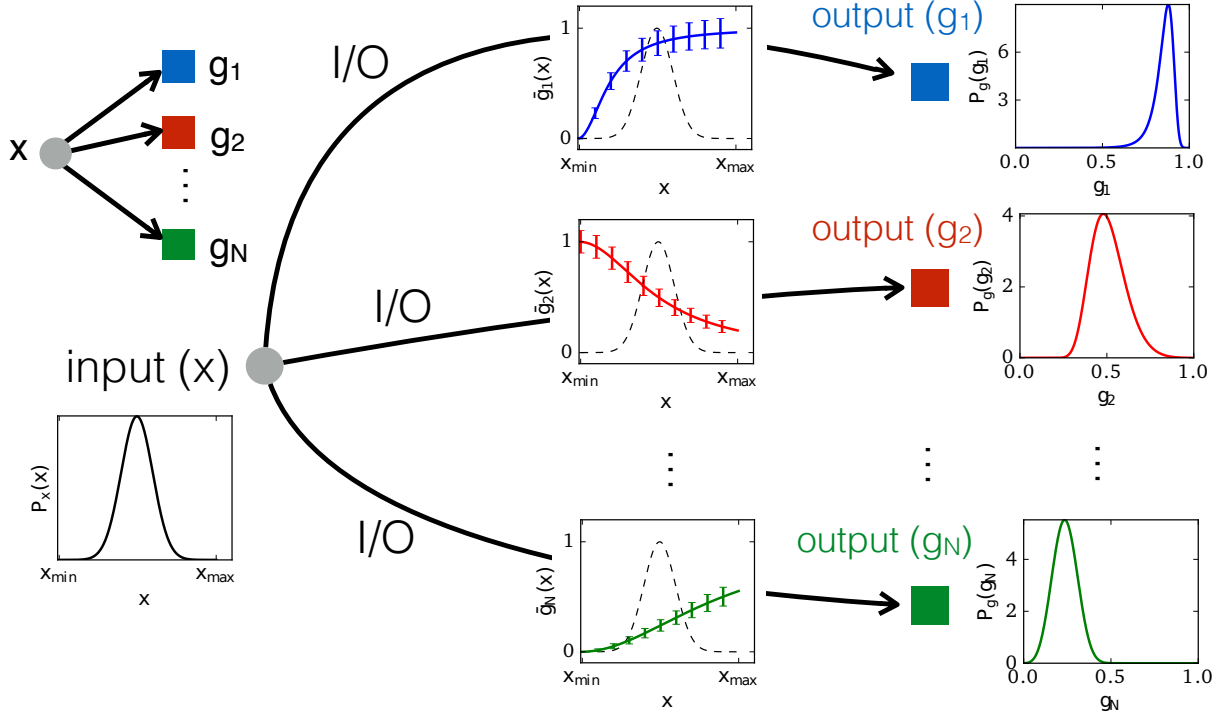 x
g1
g2
⋮
gN
input (x)
Px(x)
xmin
xmax
x
I/O
I/O
I/O
1
0
ḡ1(x)
xmin
xmax
x
output (g1)
Pg(g1)
3
6
0.0
0.5
1.0
g1
1
0
ḡ2(x)
xmin
xmax
x
output (g2)
Pg(g2)
4
2
0
0.0
0.5
1.0
g2
⋮
⋮
⋮
1
0
ḡN(x)
xmin
xmax
x
output (gN)
Pg(gN)
4
2
0
0.0
0.5
1.0
gN